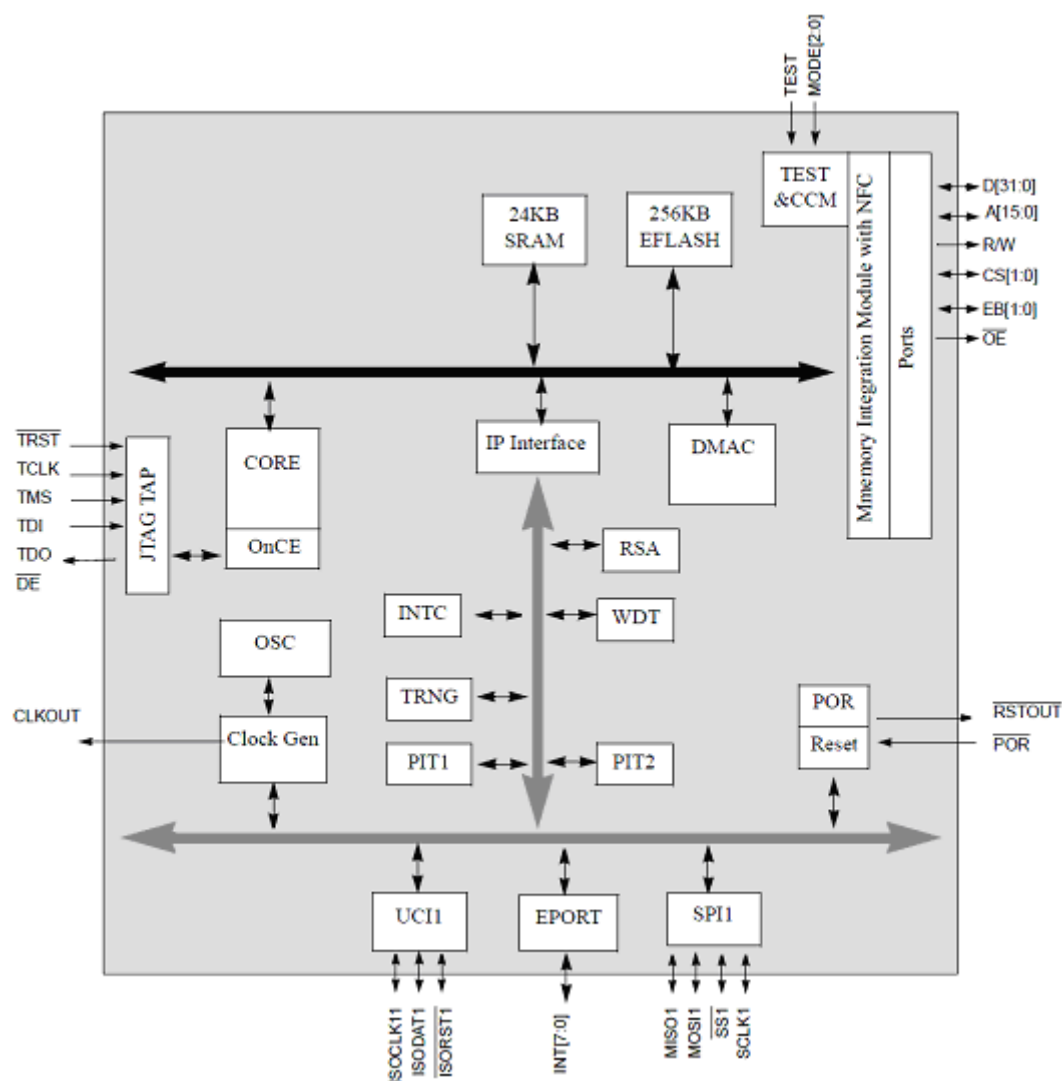 TEST
MODE[2:0]
TEST
&CCM
Mmemory Integration Module with NFC
Ports
D[31:0]
A[15:0]
R/W
CS[1:0]
EB[1:0]
OE
24KB
SRAM
256KB
EFLASH
TRST
TCLK
TMS
TDI
TDO
DE
JTAG TAP
CORE
OnCE
IP Interface
DMAC
RSA
INTC
WDT
OSC
TRNG
CLKOUT
Clock Gen
PIT1
PIT2
POR
Reset
RSTOUT
POR
UCI1
EPORT
SPI1
ISOCLK11
ISODAT1
ISORST1
INT[7:0]
MISO1
MOSI1
SS1
SCLK1